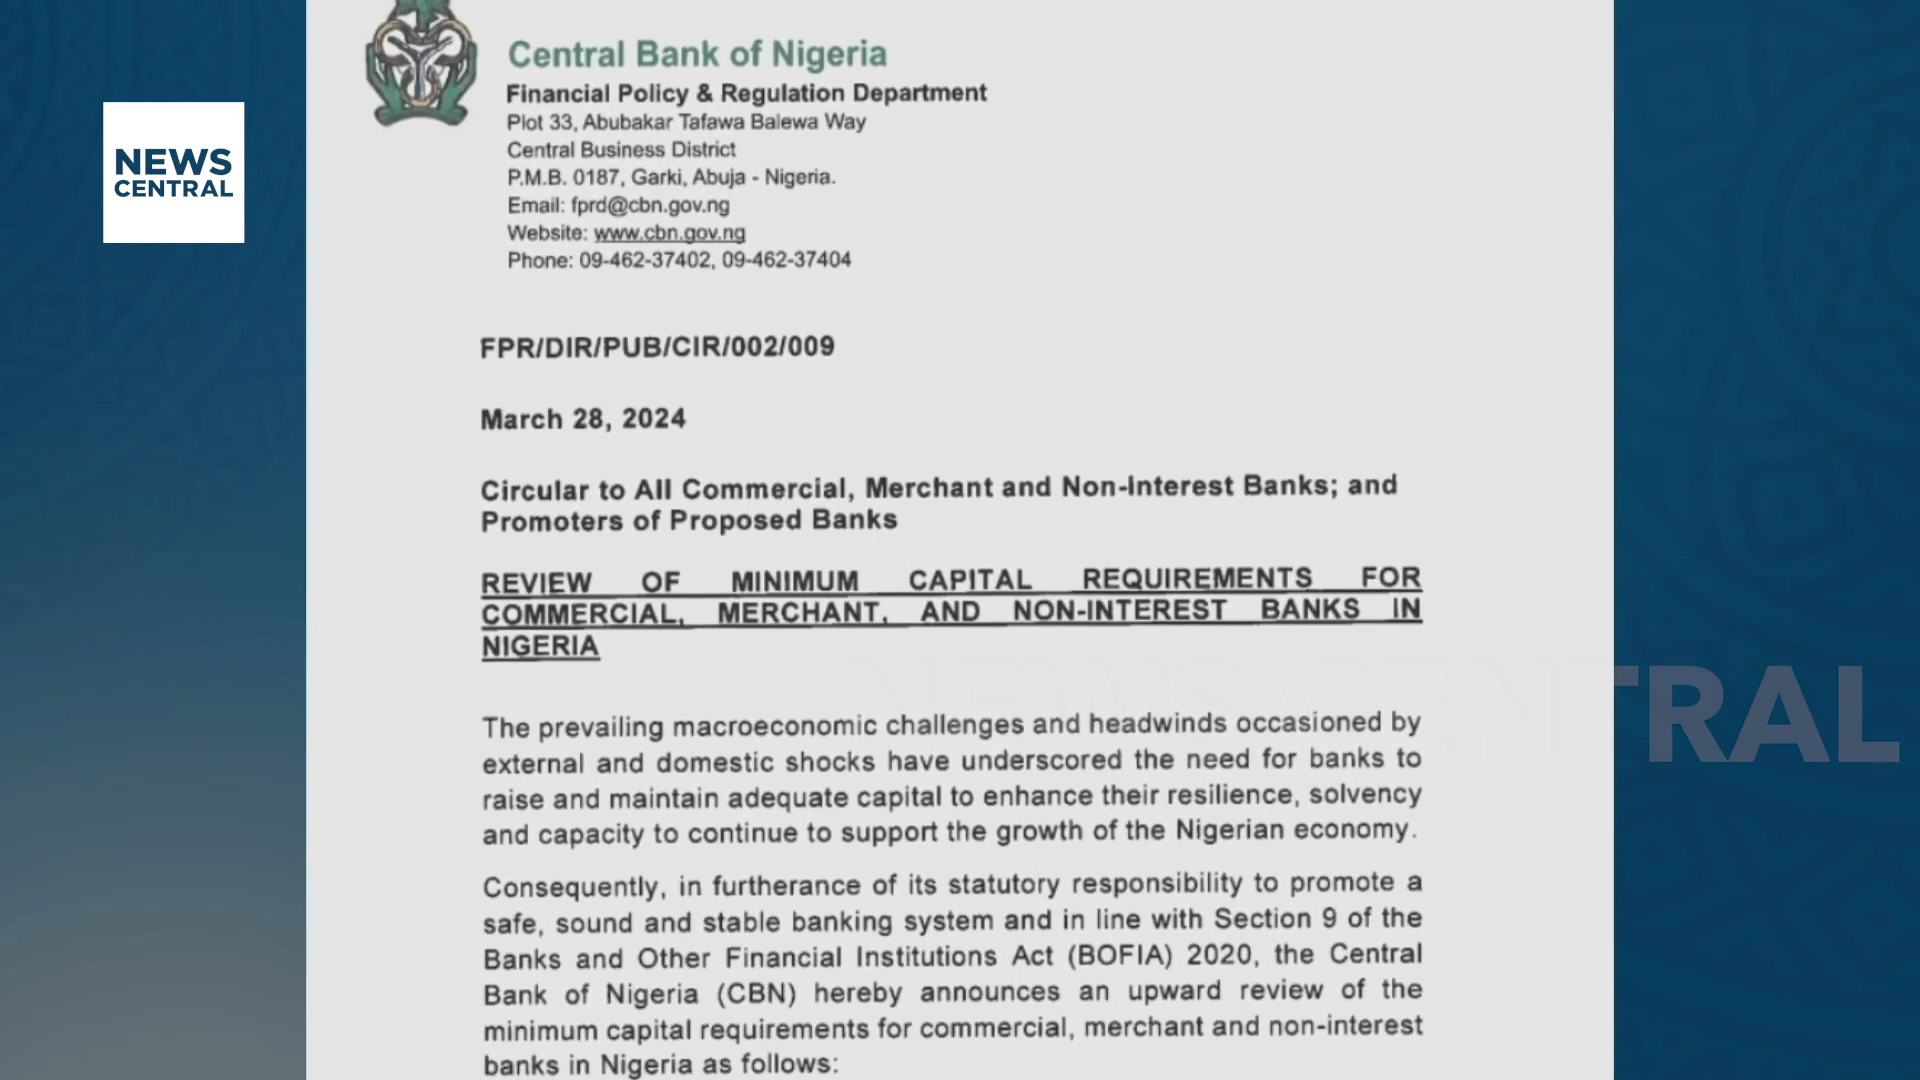 NEWS
CENTRAL
Central Bank of Nigeria
Financial Policy & Regulation Department
Plot 33, Abubakar Tafawa Balewa Way
Central Business District
P.M.B. 0187, Garki, Abuja - Nigeria.
Email: fprd@cbn.gov.ng
Website: www.cbn.gov.ng
Phone: 09-462-37402, 09-462-37404
FPR/DIR/PUB/CIR/002/009
March 28, 2024
Circular to All Commercial, Merchant and Non-Interest Banks; and
Promoters of Proposed Banks
REVIEW OF MINIMUM CAPITAL REQUIREMENTS FOR
COMMERCIAL, MERCHANT, AND NON-INTEREST BANKS IN
NIGERIA
NEWS CENTRAL
The prevailing macroeconomic challenges and headwinds occasioned by
external and domestic shocks have underscored the need for banks to
raise and maintain adequate capital to enhance their resilience, solvency
and capacity to continue to support the growth of the Nigerian economy.
Consequently, in furtherance of its statutory responsibility to promote a
safe, sound and stable banking system and in line with Section 9 of the
Banks and Other Financial Institutions Act (BOFIA) 2020, the Central
Bank of Nigeria (CBN) hereby announces an upward review of the
minimum capital requirements for commercial, merchant and non-interest
banks in Nigeria as follows: